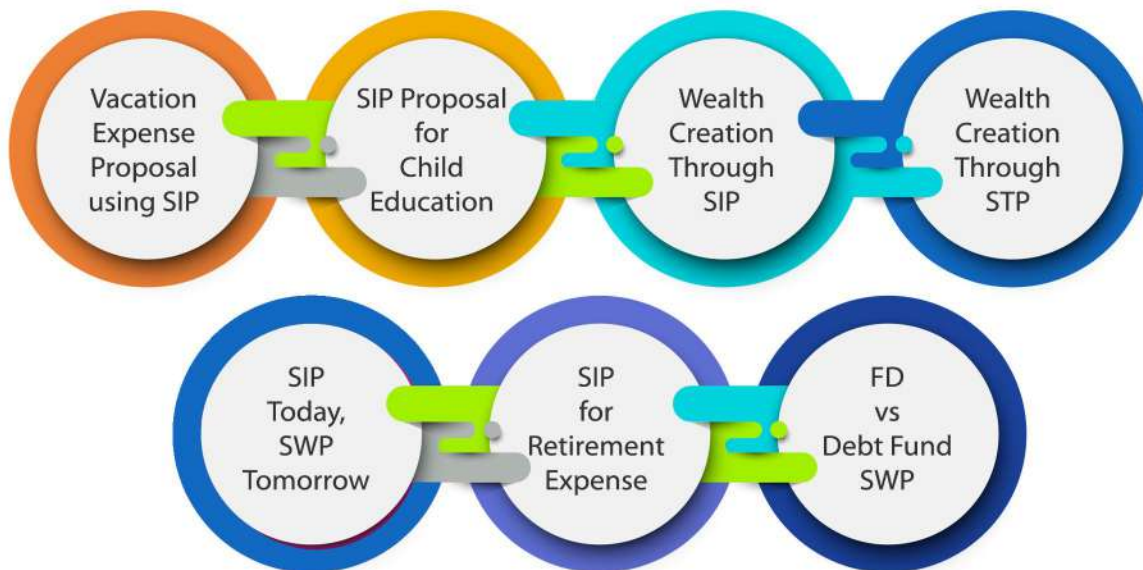 Vacation
Expense
Proposal
using SIP
SIP Proposal
for
Child
Education
Wealth
Creation
Through
SIP
Wealth
Creation
Through
STP
SIP
Today,
SWP
Tomorrow
SIP
for
Retirement
Expense
FD
vs
Debt Fund
SWP